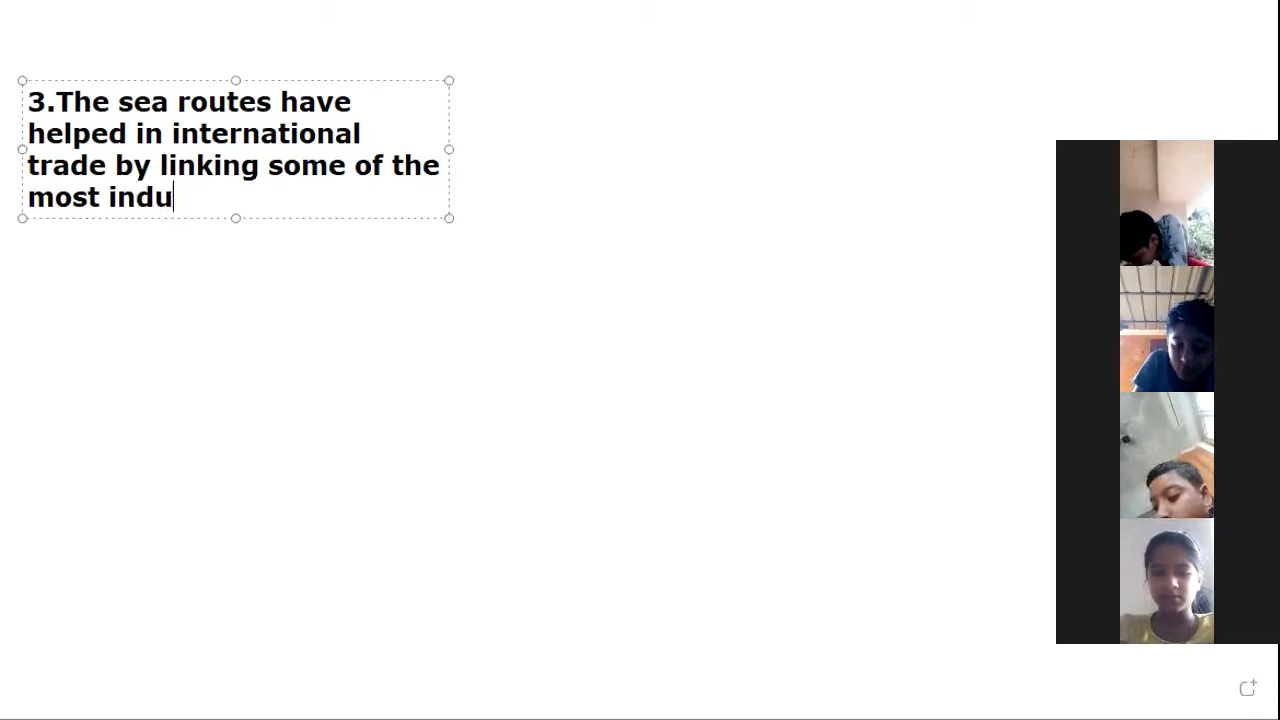 3.The sea routes have
helped in international
trade by linking some of the
most indu